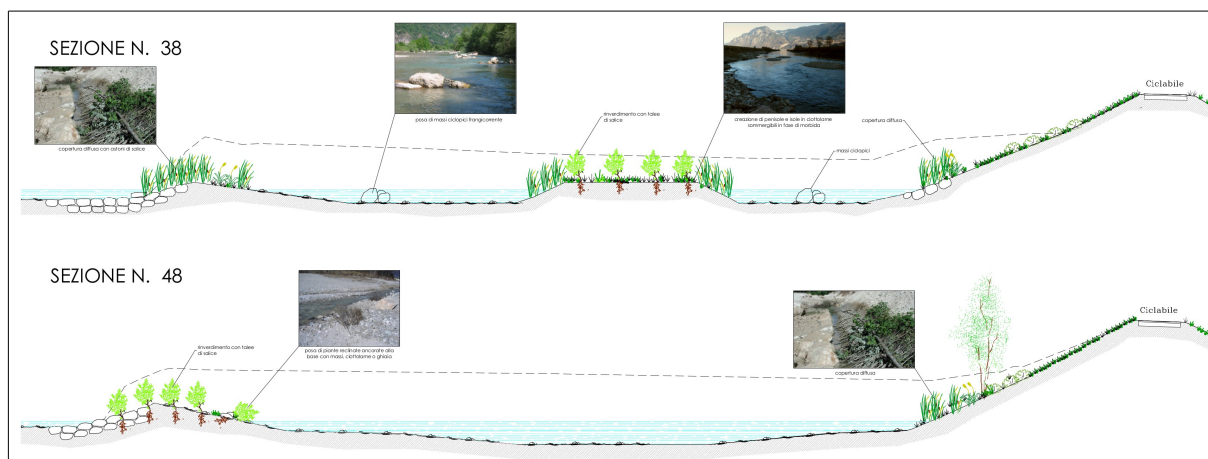 SEZIONE N. 38
copertura diffusa con astoni di salice
posa di massi ciclopici frangicorrente
rinverdimento con talee
di salice
creazione di penisole e isole in ciottolame
sommergibili in fase di morbida
copertura diffusa
massi ciclopici
Ciclabile
SEZIONE N. 48
rinverdimento con talee
di salice
posa di piante reclinate ancorate alla
base con massi, ciottolame o ghiaia
copertura diffusa
Ciclabile